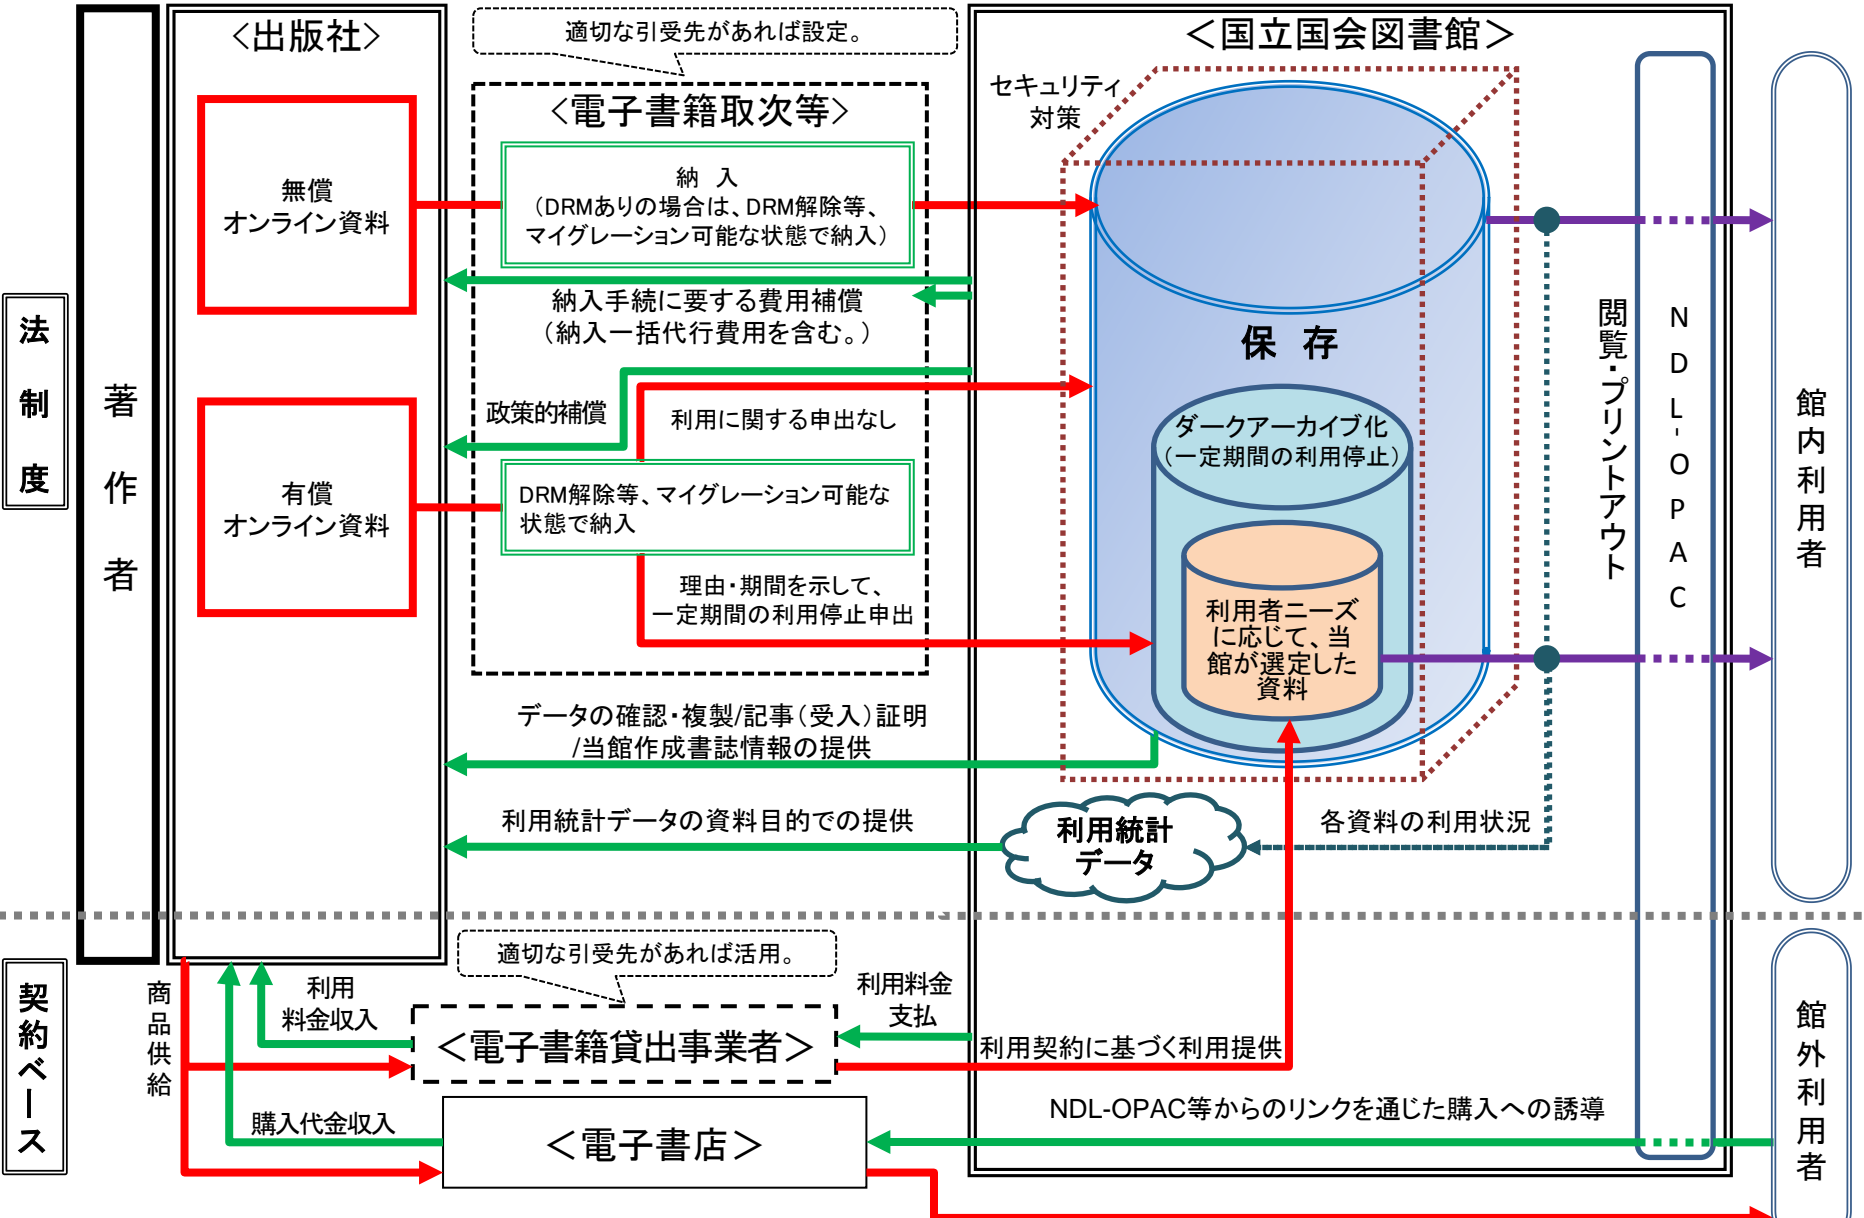 ＜出版社＞
適切な引受先があれば設定。
＜国立国会図書館＞
セキュリティ
対策
＜電子書籍取次等＞
無償
オンライン資料
納　入
（DRMありの場合は、DRM解除等、
マイグレーション可能な状態で納入）
納入手続に要する費用補償
（納入一括代行費用を含む。）
保　存
法制度
著作者
政策的補償
利用に関する申出なし
ダークアーカイブ化
（一定期間の利用停止）
有償
オンライン資料
DRM解除等、マイグレーション可能な
状態で納入
理由・期間を示して、
一定期間の利用停止申出
利用者ニーズ
に応じて、当
館が選定した
資料
閲覧・プリントアウト
NDL-OPAC
館内利用者
データの確認・複製/記事（受入）証明
/当館作成書誌情報の提供
利用統計データの資料目的での提供
利用統計
データ
各資料の利用状況
適切な引受先があれば活用。
契約ベース
商品供給
利用
料金収入
＜電子書籍貸出事業者＞
利用料金
支払
利用契約に基づく利用提供
購入代金収入
＜電子書店＞
NDL-OPAC等からのリンクを通じた購入への誘導
館外利用者